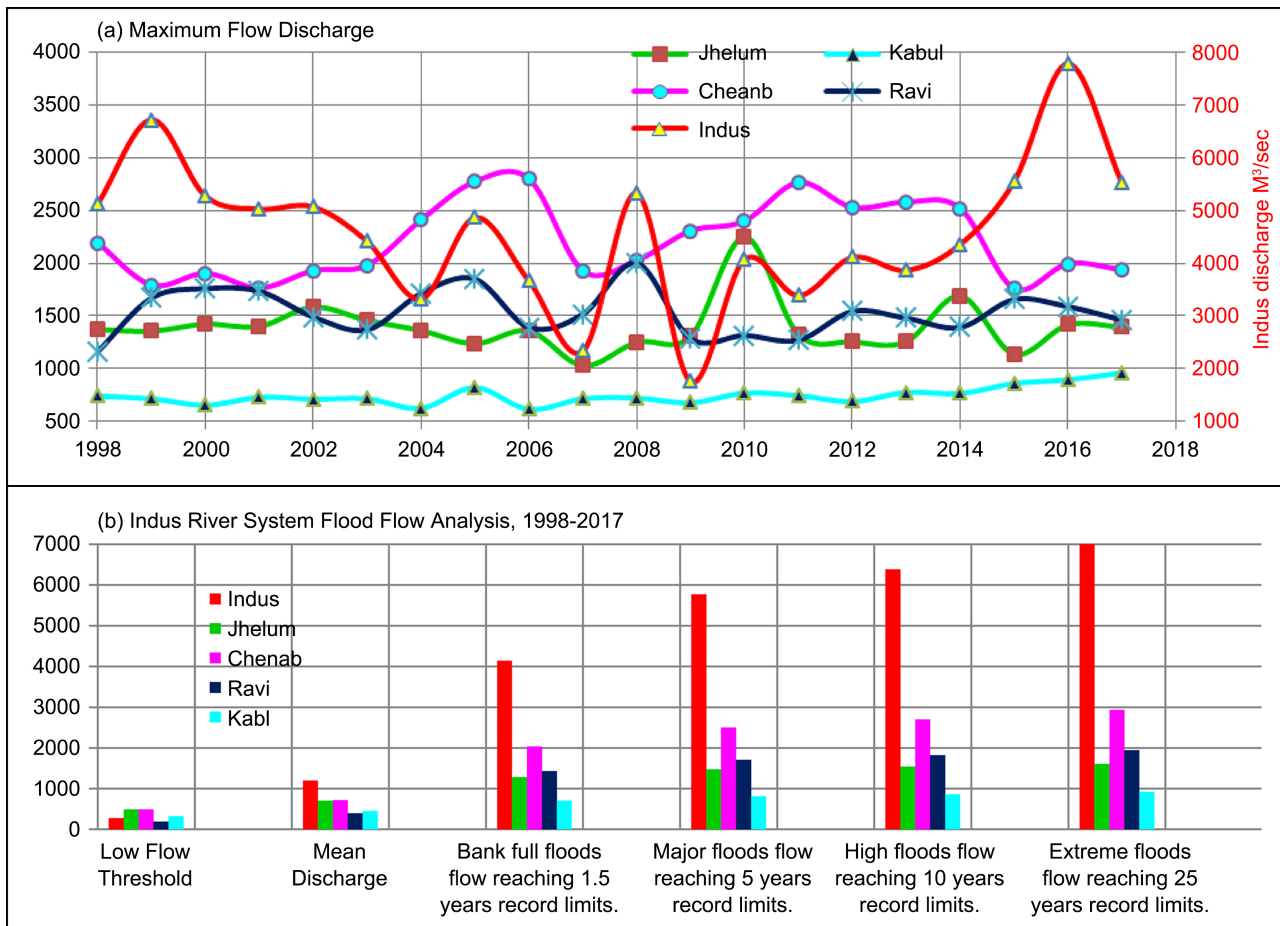 (a) Maximum Flow Discharge
4000
3500
3000
2500
2000
1500
1000
500
Jhelum
Kabul
Cheanb
Ravi
Indus
8000
7000
6000
5000
4000
3000
2000
1000
Indus discharge M³/sec
1998
2000
2002
2004
2006
2008
2010
2012
2014
2016
2018
(b) Indus River System Flood Flow Analysis, 1998-2017
7000
6000
5000
4000
3000
2000
1000
0
Indus
Jhelum
Chenab
Ravi
Kabl
Low Flow
Threshold
Mean
Discharge
Bank full floods
flow reaching 1.5
years record limits.
Major floods flow
reaching 5 years
record limits.
High floods flow
reaching 10 years
record limits.
Extreme floods
flow reaching 25
years record limits.